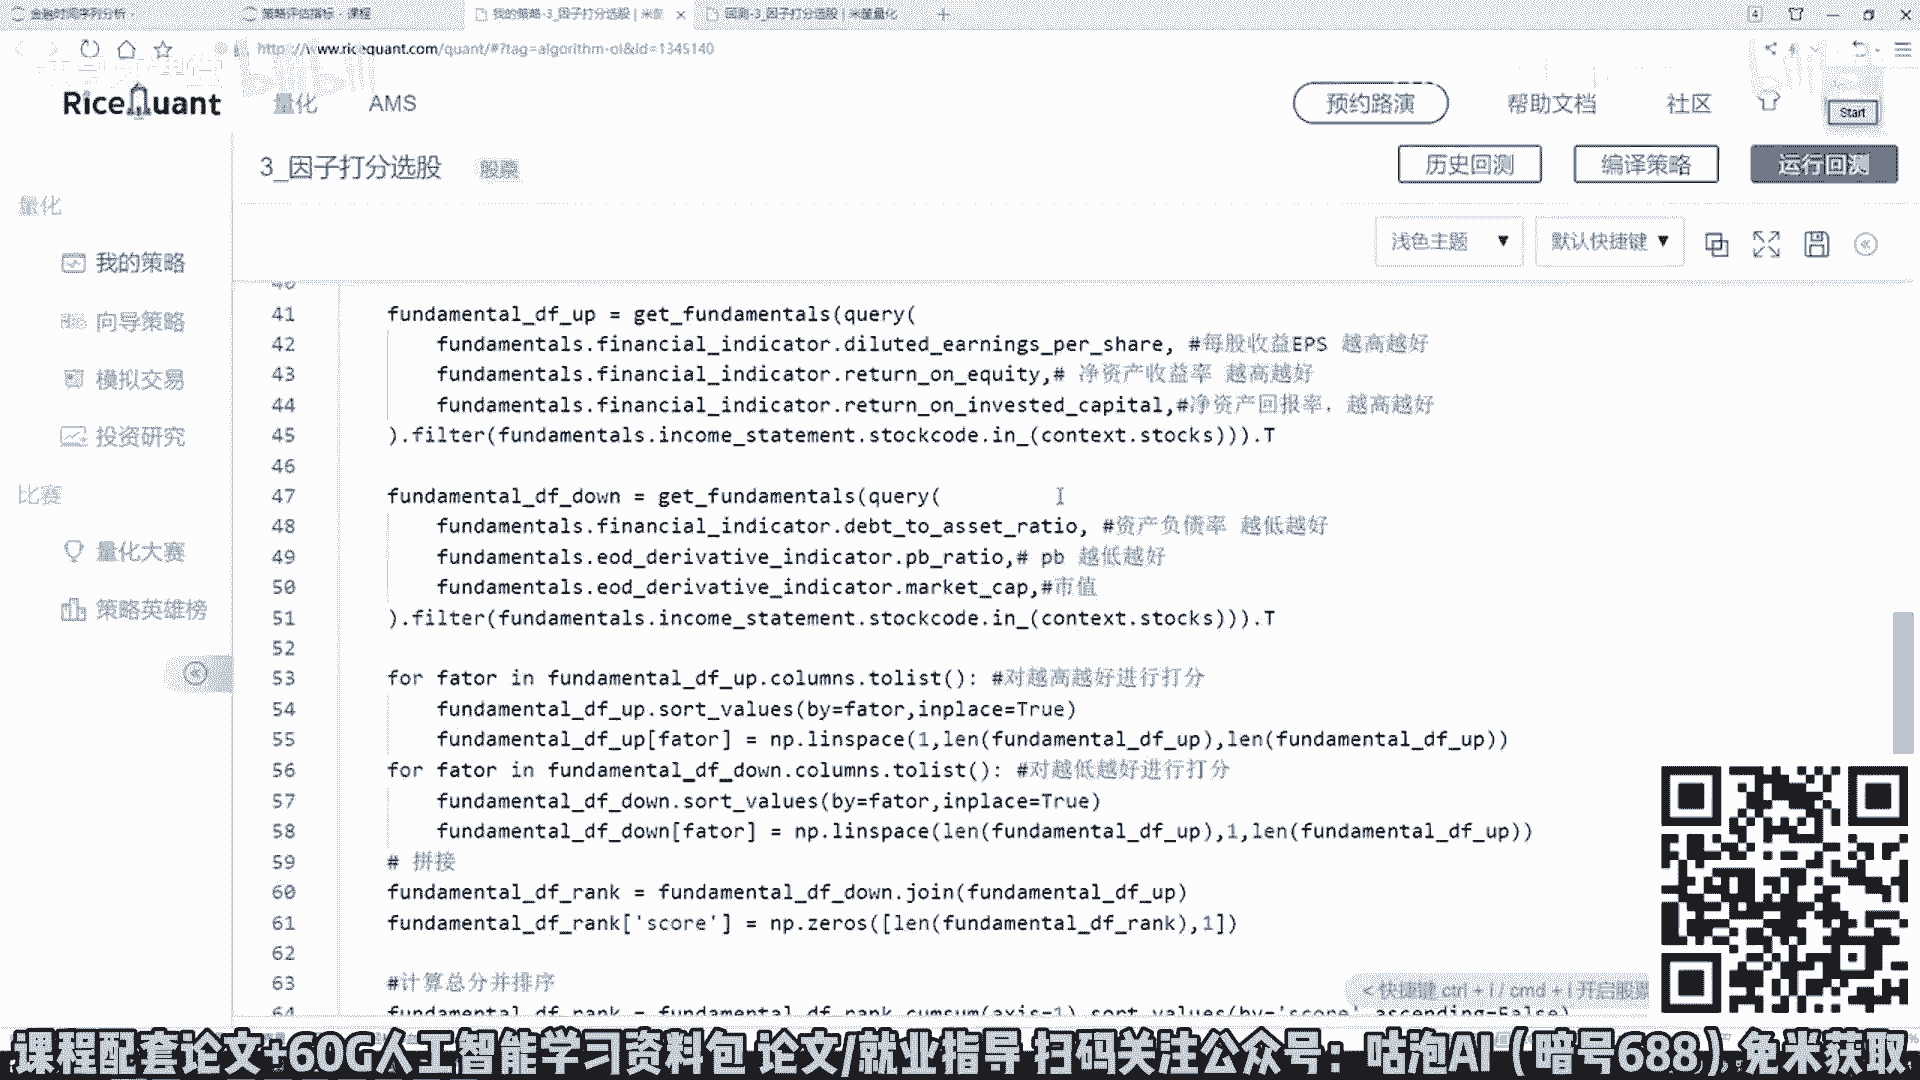 金融时间序列分析 -
策略评估指标 - 课程
我的策略-3_因子打分选股 | 米筐
回测-3_因子打分选股 | 米筐量化
http://www.ricequant.com/quant/#?tag=algorithm-ol&id=1345140
RiceQuant
量化
AMS
预约路演
帮助文档
社区
Start
3_因子打分选股
股票
历史回测
编译策略
运行回测
量化
我的策略
向导策略
模拟交易
投资研究
比赛
量化大赛
策略英雄榜
浅色主题
默认快捷键
40
41 fundamental_df_up = get_fundamentals(query(
42 fundamentals.financial_indicator.diluted_earnings_per_share, #每股收益EPS 越高越好
43 fundamentals.financial_indicator.return_on_equity,# 净资产收益率 越高越好
44 fundamentals.financial_indicator.return_on_invested_capital,#净资产回报率，越高越好
45 ).filter(fundamentals.income_statement.stockcode.in_(context.stocks))).T
46
47 fundamental_df_down = get_fundamentals(query(
48 fundamentals.financial_indicator.debt_to_asset_ratio, #资产负债率 越低越好
49 fundamentals.eod_derivative_indicator.pb_ratio,# pb 越低越好
50 fundamentals.eod_derivative_indicator.market_cap,#市值
51 ).filter(fundamentals.income_statement.stockcode.in_(context.stocks))).T
52
53 for fator in fundamental_df_up.columns.tolist(): #对越高越好进行打分
54 fundamental_df_up.sort_values(by=fator,inplace=True)
55 fundamental_df_up[fator] = np.linspace(1,len(fundamental_df_up),len(fundamental_df_up))
56 for fator in fundamental_df_down.columns.tolist(): #对越低越好进行打分
57 fundamental_df_down.sort_values(by=fator,inplace=True)
58 fundamental_df_down[fator] = np.linspace(len(fundamental_df_up),1,len(fundamental_df_up))
59 # 拼接
60 fundamental_df_rank = fundamental_df_down.join(fundamental_df_up)
61 fundamental_df_rank['score'] = np.zeros([len(fundamental_df_rank),1])
62
63 #计算总分并排序
64 fundamental_df_rank = fundamental_df_rank.cumsum(axis=1).sort_values(by='score',ascending=False)
< 快捷键 ctrl + i / cmd + i 开启股票
课程配套论文+60G人工智能学习资料包 论文/就业指导 扫码关注公众号：咕泡AI（暗号688）免米获取